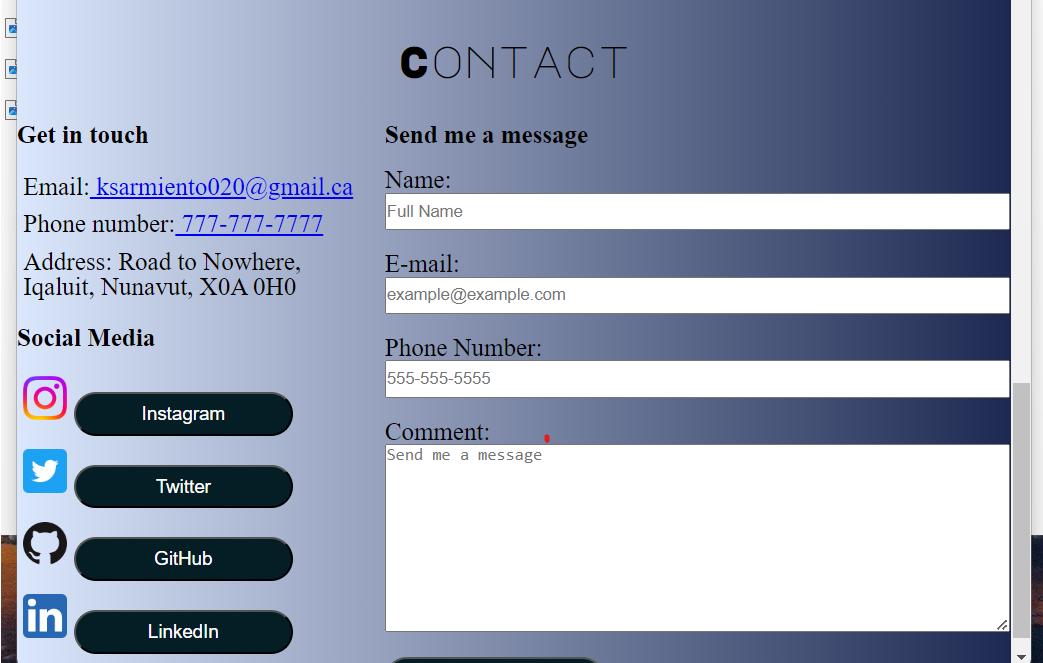 CONTACT
Get in touch
Email: ksarmiento020@gmail.ca
Phone number: 777-777-7777
Address: Road to Nowhere,
Iqaluit, Nunavut, X0A 0H0
Social Media
Instagram
Twitter
GitHub
in
LinkedIn
Send me a message
Name:
Full Name
E-mail:
example@example.com
Phone Number:
555-555-5555
Comment:
Send me a message